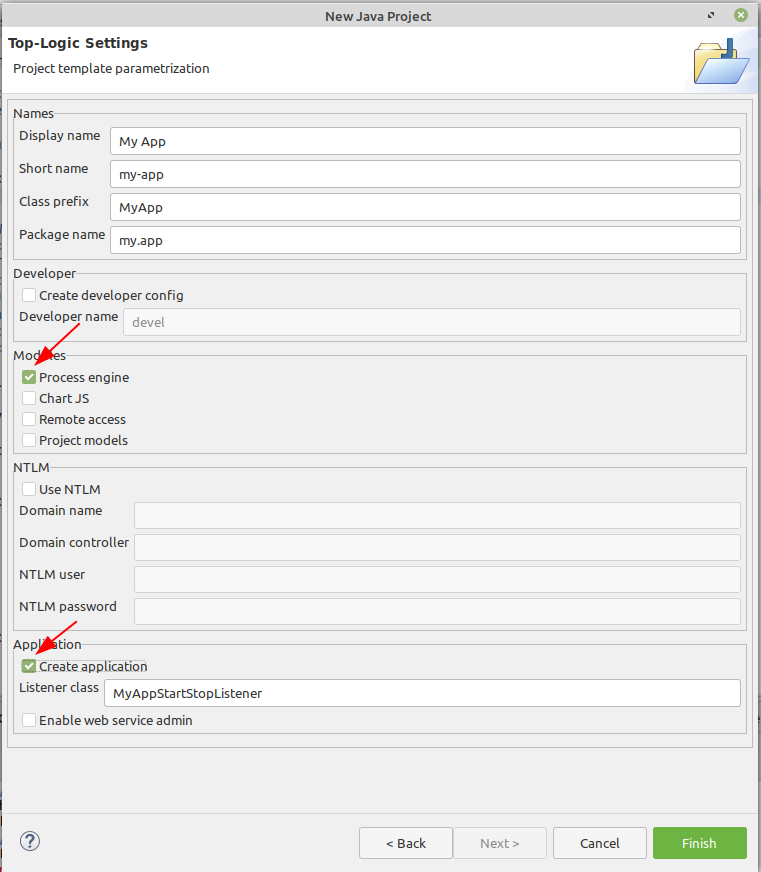 New Java Project
Top-Logic Settings
Project template parametrization
Names
Display name My App
Short name my-app
Class prefix MyApp
Package name my.app
Developer
Create developer config
Developer name devel
Modules
Process engine
Chart JS
Remote access
Project models
NTLM
Use NTLM
Domain name
Domain controller
NTLM user
NTLM password
Application
Create application
Listener class MyAppStartStopListener
Enable web service admin
? < Back Next > Cancel Finish